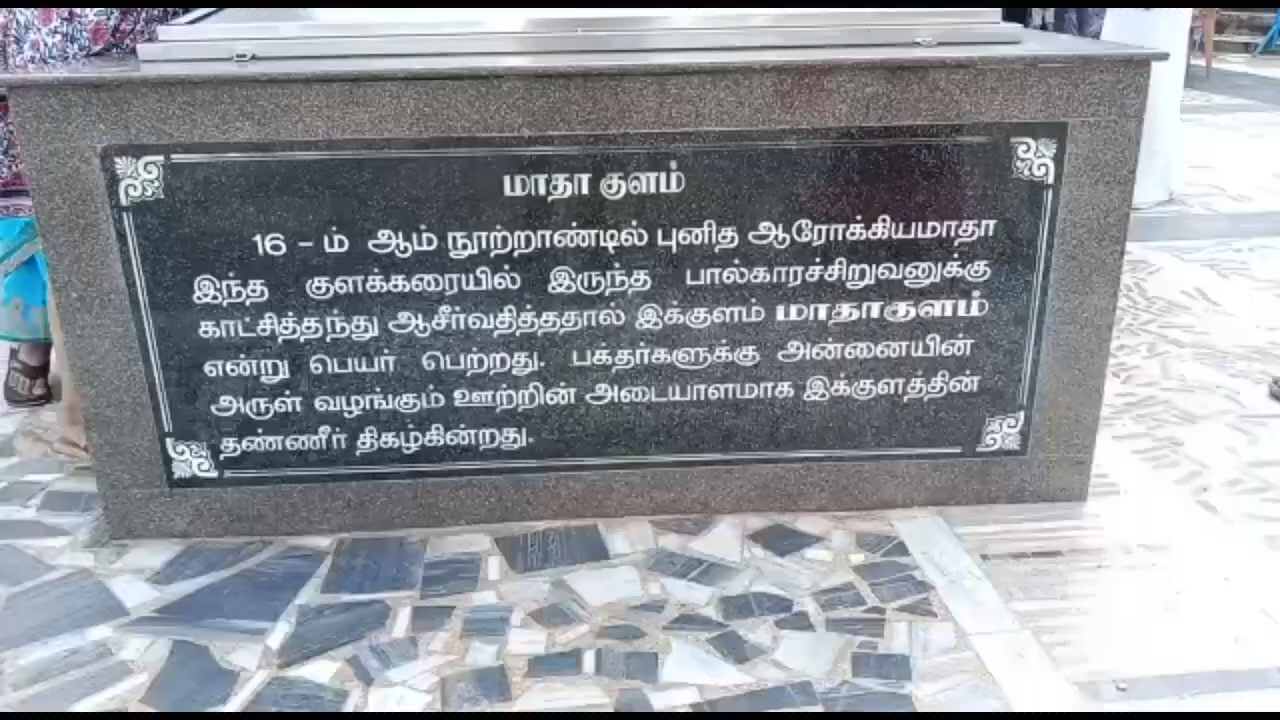 மாதா குளம்
16 - ம் ஆம் நூற்றாண்டில் புனித ஆரோக்கியமாதா
இந்த குளக்கரையில் இருந்த பால்காரச்சிறுவனுக்கு
காட்சித்தந்து ஆசீர்வதித்ததால் இக்குளம் மாதாகுளம்
என்று பெயர் பெற்றது. பக்தர்களுக்கு அன்னையின்
அருள் வழங்கும் ஊற்றின் அடையாளமாக இக்குளத்தின்
தண்ணீர் திகழ்கின்றது.